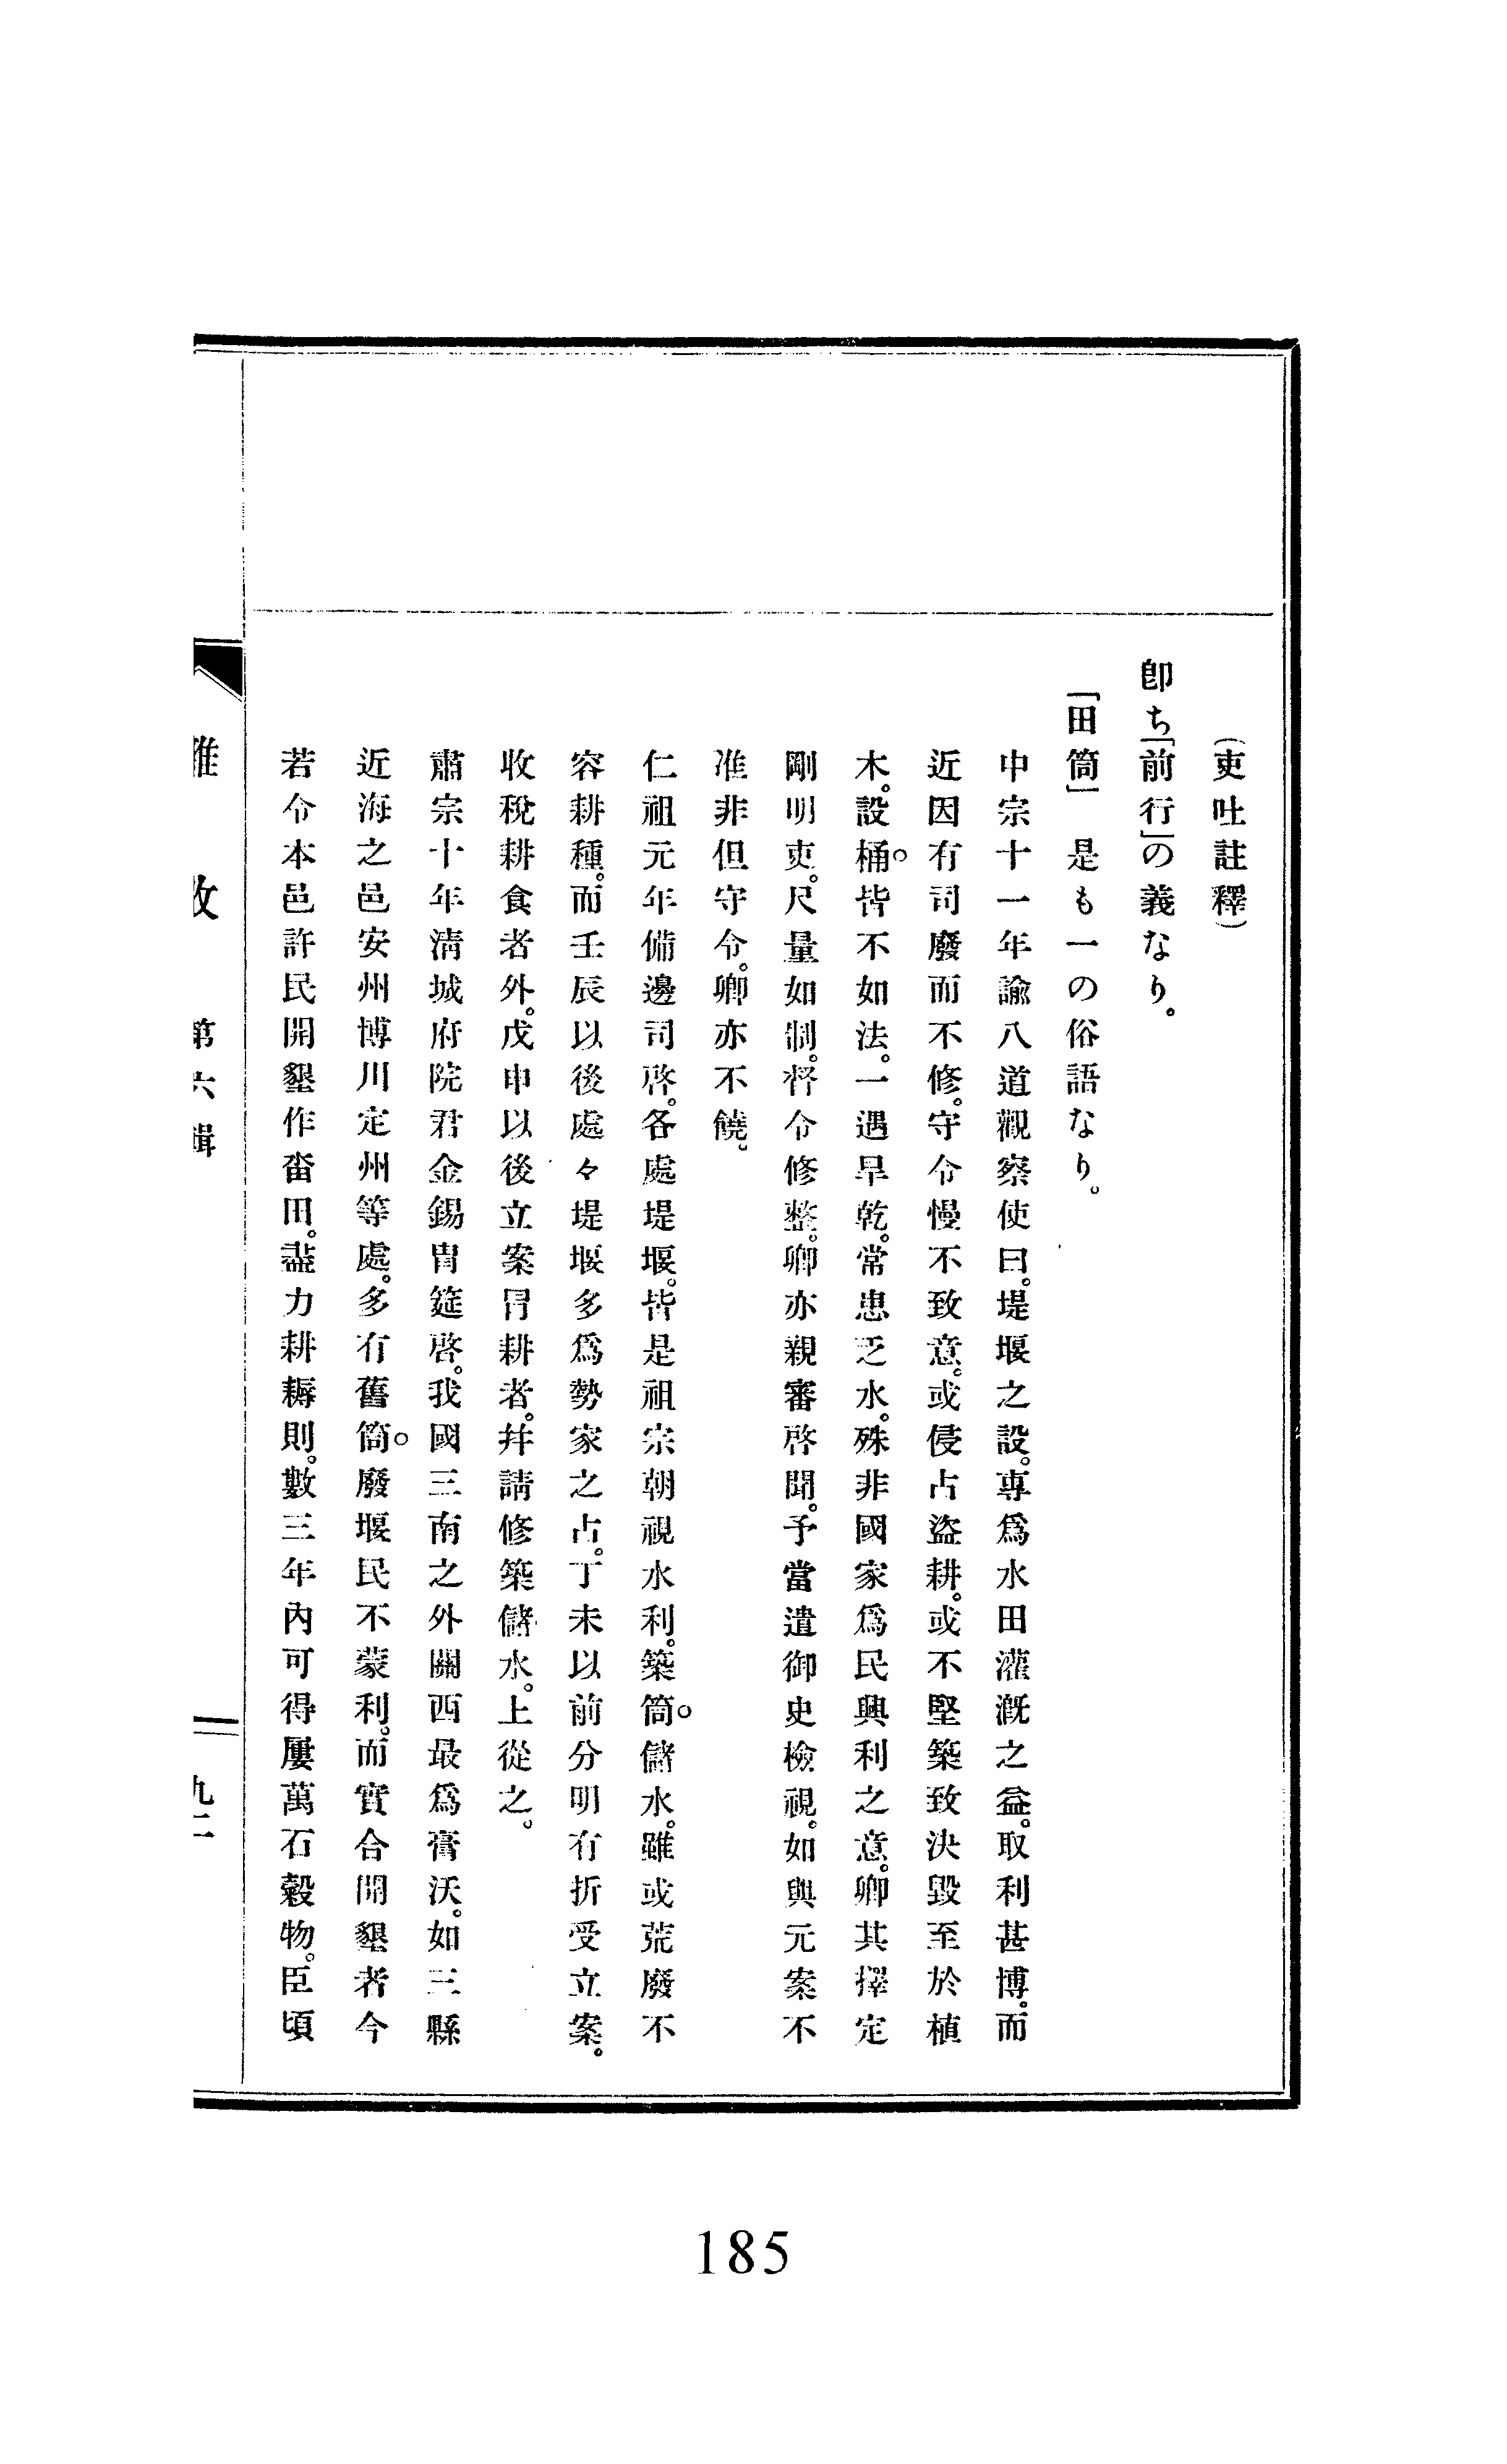 (吏吐註釋)
卽ち「前行」の義なり。
「田筒」 是も一の俗語なり。
中宗十一年諭八道觀察使曰。堤堰之設。專爲水田灌漑之益。取利甚博。而
近因有司廢而不修。守令慢不致意。或侵占盜耕。或不堅築致決毀至於植
木。設桶。皆不如法。一遇旱乾。常患乏水。殊非國家爲民興利之意。卿其擇定
剛明吏。尺量如制。督令修整。卿亦親審啓聞。予當遣御史檢視。如與元案不
准非但守令。卿亦不饒。
仁祖元年備邊司啓。各處堤堰。皆是祖宗朝視水利。築筒。儲水。雖或荒廢不
容耕種。而壬辰以後處々堤堰多爲勢家之占。丁未以前分明有折受立案。
收稅耕食者外。戊申以後立案冒耕者。幷請修築儲水。上從之。
肅宗十年淸城府院君金錫冑筵啓。我國三南之外關西最爲膏沃。如三縣
近海之邑安州博川定州等處。多有舊筒。廢堰民不蒙利。而實合開墾者今
若令本邑許民開墾作畓田。盡力耕耨則。數三年內可得屢萬石穀物。臣頃
雜攷 第六輯
九二
185